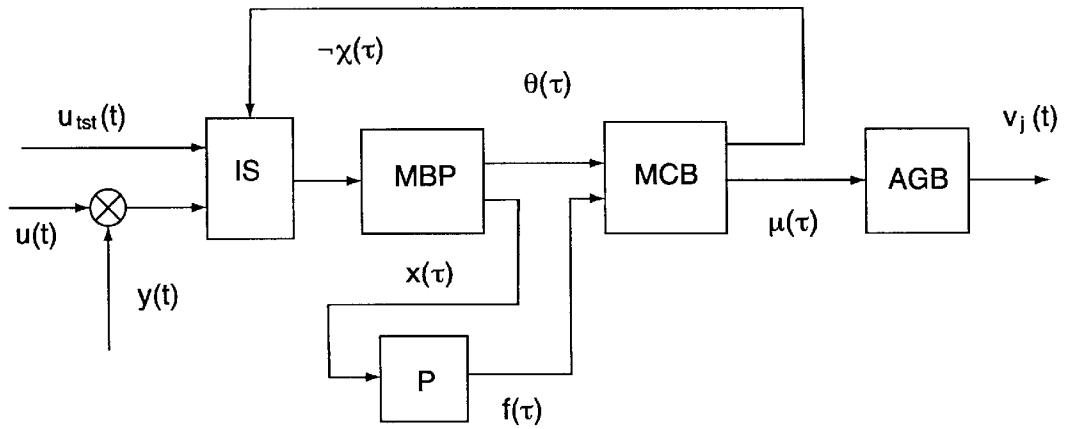 ¬χ(τ)
θ(τ)
u_tst(t)
v_j(t)
IS
MBP
MCB
AGB
u(t)
μ(τ)
x(τ)
y(t)
P
f(τ)